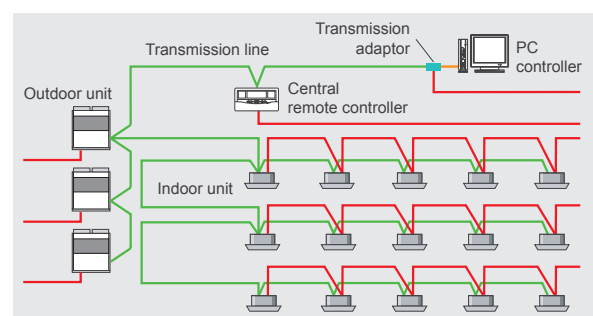 Transmission
adaptor
PC
controller
Transmission line
Central
remote controller
Outdoor unit
Indoor unit